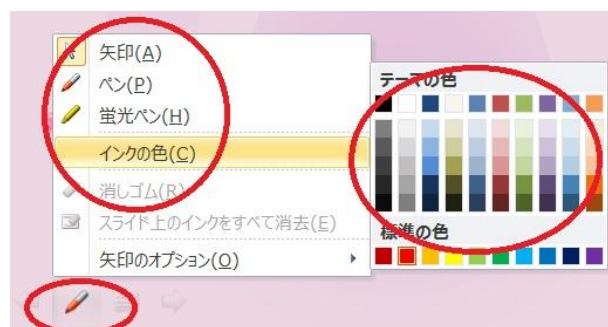 矢印(A)
ペン(P)
蛍光ペン(H)
インクの色(C)
消しゴム(R)
スライド上のインクをすべて消去(E)
矢印のオプション(O)
テーマの色
標準の色